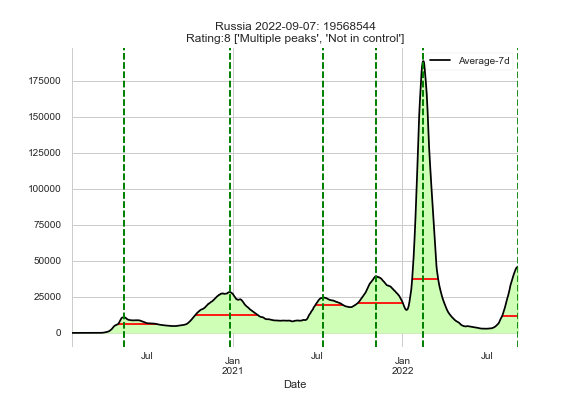 Russia 2022-09-07: 19568544
Rating:8 ['Multiple peaks', 'Not in control']
Average-7d
175000
150000
125000
100000
75000
50000
25000
0
Jul Jan Jul Jan Jul
2021 2022
Date